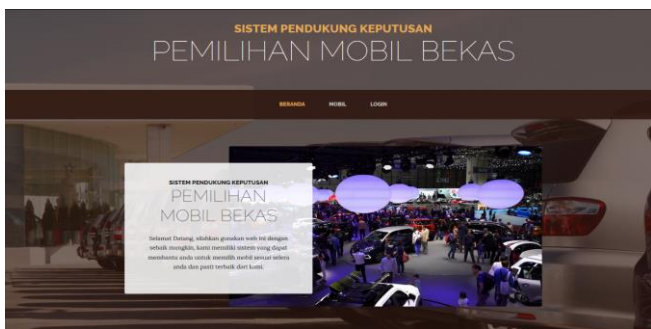 SISTEM PENDUKUNG KEPUTUSAN
PEMILIHAN MOBIL BEKAS
BERANDA MOBIL LOGIN
SISTEM PENDUKUNG KEPUTUSAN
PEMILIHAN
MOBIL BEKAS
Selamat Datang, silahkan gunakan web ini dengan
sebaik mungkin, kami memiliki sistem yang dapat
membantu anda untuk memilih mobil sesuai selera
anda dan pasti terbaik dari kami.